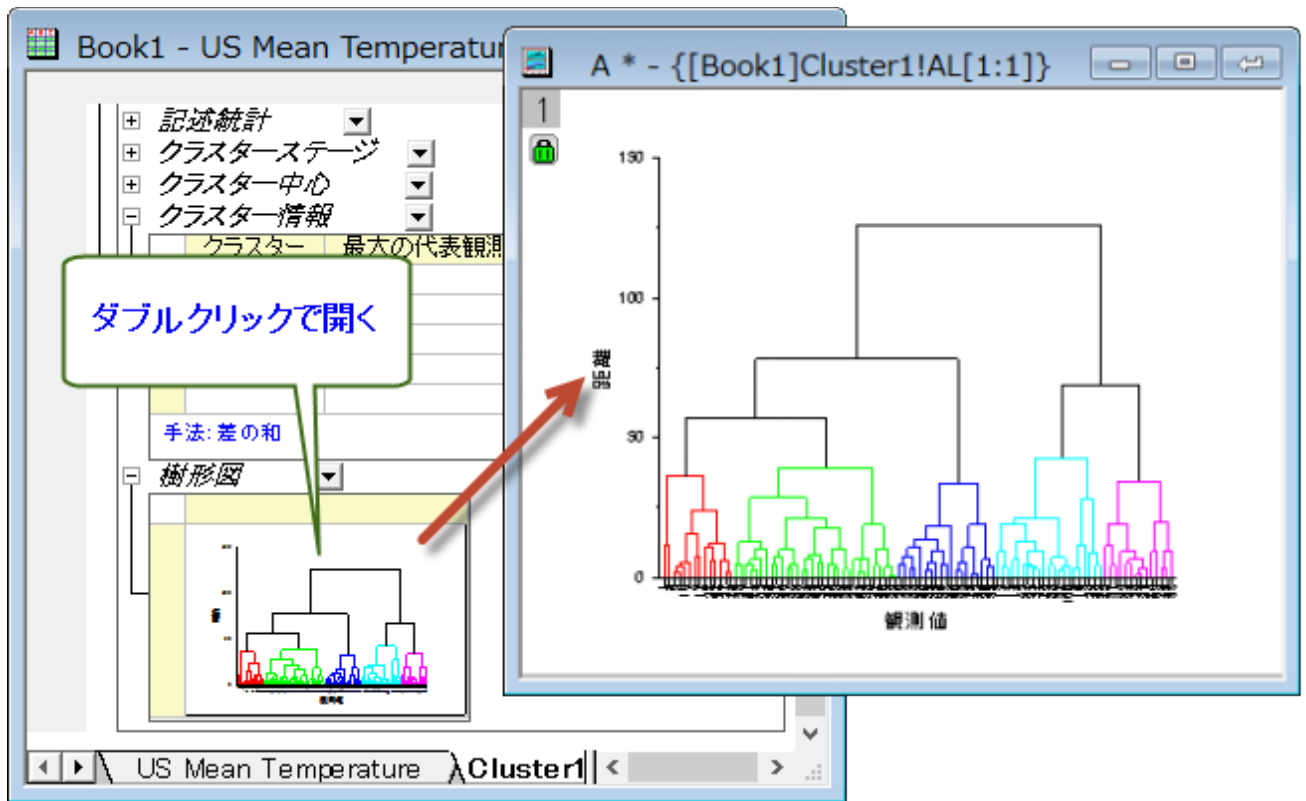 Book1 - US Mean Temperatur
記述統計
クラスターステージ
クラスター中心
クラスター情報
クラスター 最大の代表観測
ダブルクリックで開く
手法: 差の和
樹形図
US Mean Temperature Cluster1
A * - {[Book1]Cluster1!AL[1:1]}
1
150
100
50
0
距離
観測値